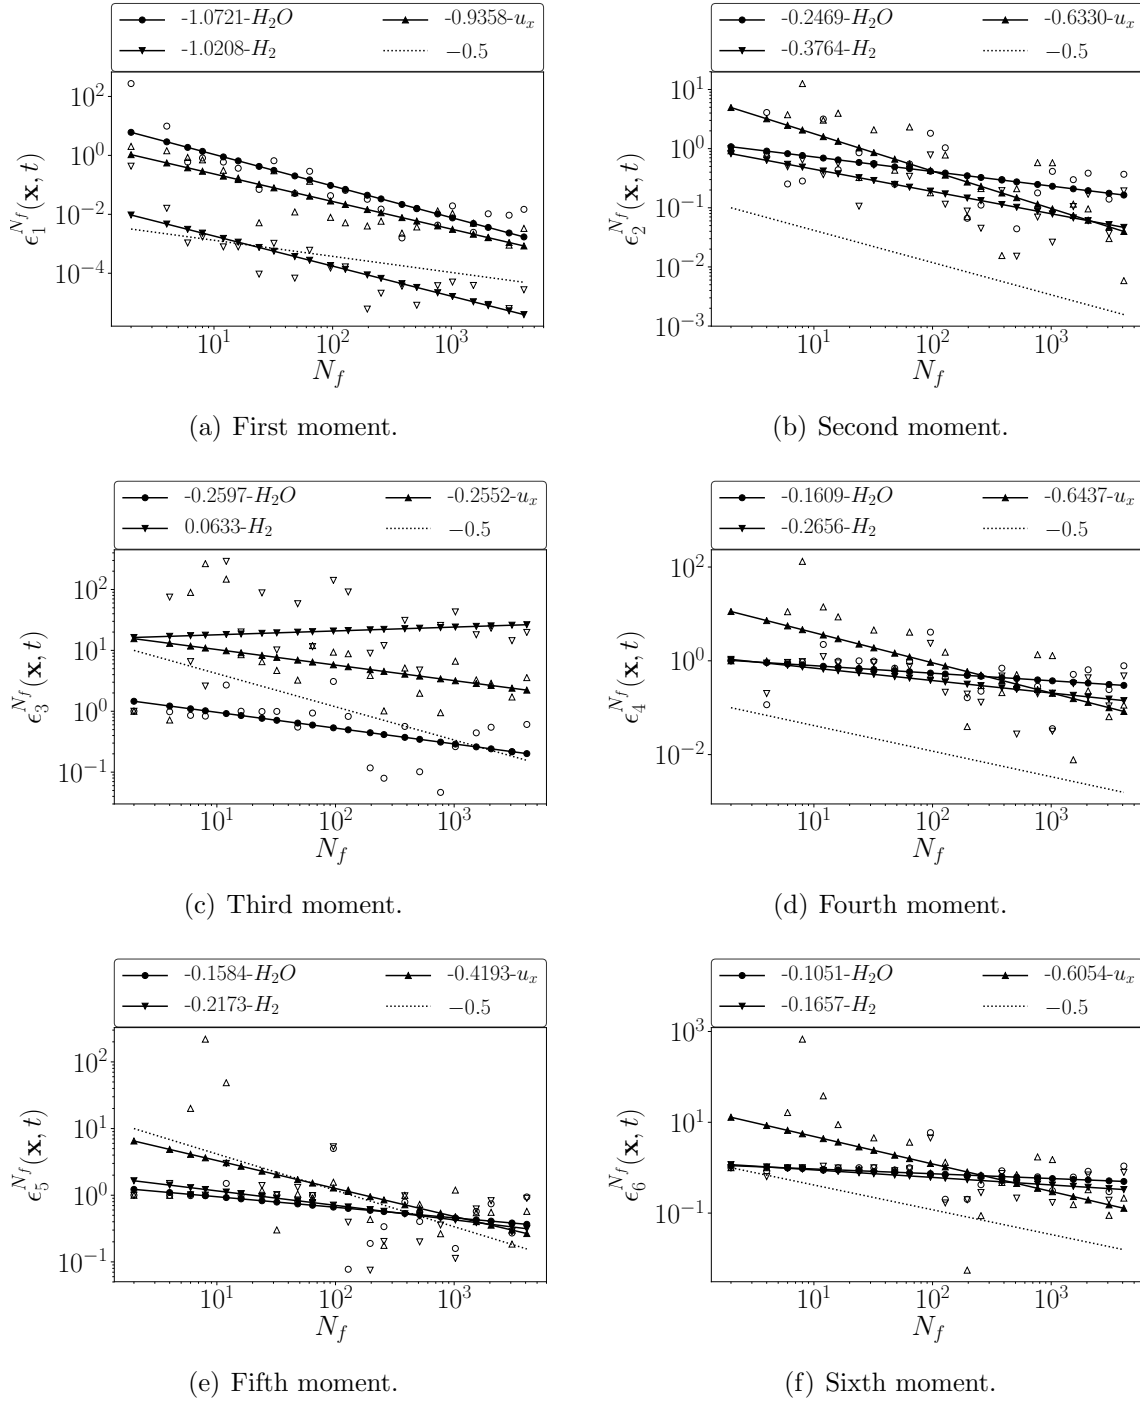 -1.0721-H₂O -0.9358-uₓ
-1.0208-H₂ −0.5
10² 10⁰ 10⁻² 10⁻⁴
ϵ₁^{N_f}(x, t)
10¹ 10² 10³
N_f
(a) First moment.
-0.2469-H₂O -0.6330-uₓ
-0.3764-H₂ −0.5
10¹ 10⁰ 10⁻¹ 10⁻² 10⁻³
ϵ₂^{N_f}(x, t)
10¹ 10² 10³
N_f
(b) Second moment.
-0.2597-H₂O -0.2552-uₓ
0.0633-H₂ −0.5
10² 10¹ 10⁰ 10⁻¹
ϵ₃^{N_f}(x, t)
10¹ 10² 10³
N_f
(c) Third moment.
-0.1609-H₂O -0.6437-uₓ
-0.2656-H₂ −0.5
10² 10⁰ 10⁻²
ϵ₄^{N_f}(x, t)
10¹ 10² 10³
N_f
(d) Fourth moment.
-0.1584-H₂O -0.4193-uₓ
-0.2173-H₂ −0.5
10² 10¹ 10⁰ 10⁻¹
ϵ₅^{N_f}(x, t)
10¹ 10² 10³
N_f
(e) Fifth moment.
-0.1051-H₂O -0.6054-uₓ
-0.1657-H₂ −0.5
10³ 10¹ 10⁻¹
ϵ₆^{N_f}(x, t)
10¹ 10² 10³
N_f
(f) Sixth moment.